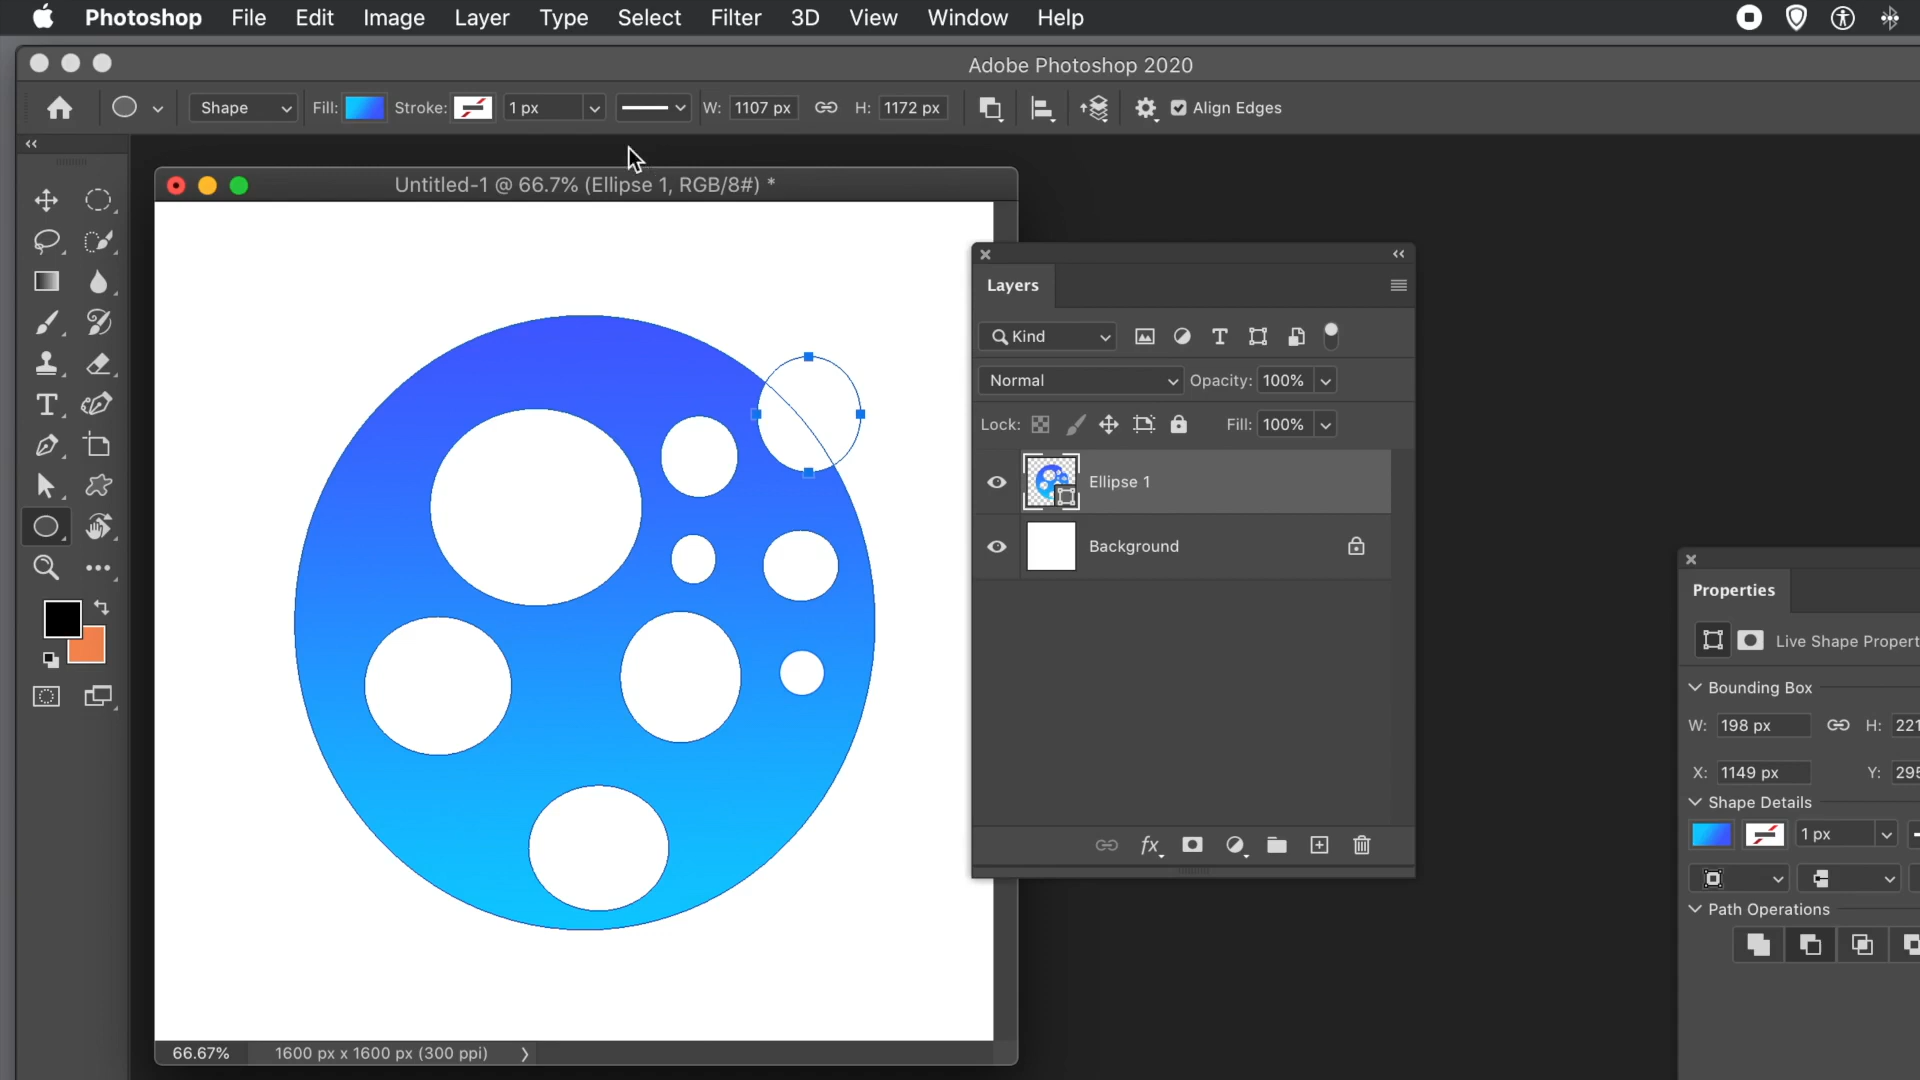 Photoshop File Edit Image Layer Type Select Filter 3D View Window Help
Adobe Photoshop 2020
Shape Fill: Stroke: 1 px W: 1107 px H: 1172 px Align Edges
Untitled-1 @ 66.7% (Ellipse 1, RGB/8#) *
Layers
Kind
Normal Opacity: 100%
Lock: Fill: 100%
Ellipse 1
Background
Properties
Live Shape Propert
Bounding Box
W: 198 px H: 221
X: 1149 px Y: 295
Shape Details
1 px
Path Operations
66.67% 1600 px x 1600 px (300 ppi)